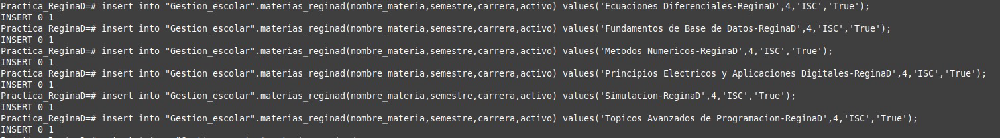 Practica_ReginaD=# insert into "Gestion_escolar".materias_reginad(nombre_materia,semestre,carrera,activo) values('Ecuaciones Diferenciales-ReginaD',4,'ISC','True');
INSERT 0 1
Practica_ReginaD=# insert into "Gestion_escolar".materias_reginad(nombre_materia,semestre,carrera,activo) values('Fundamentos de Base de Datos-ReginaD',4,'ISC','True');
INSERT 0 1
Practica_ReginaD=# insert into "Gestion_escolar".materias_reginad(nombre_materia,semestre,carrera,activo) values('Metodos Numericos-ReginaD',4,'ISC','True');
INSERT 0 1
Practica_ReginaD=# insert into "Gestion_escolar".materias_reginad(nombre_materia,semestre,carrera,activo) values('Principios Electricos y Aplicaciones Digitales-ReginaD',4,'ISC','True');
INSERT 0 1
Practica_ReginaD=# insert into "Gestion_escolar".materias_reginad(nombre_materia,semestre,carrera,activo) values('Simulacion-ReginaD',4,'ISC','True');
INSERT 0 1
Practica_ReginaD=# insert into "Gestion_escolar".materias_reginad(nombre_materia,semestre,carrera,activo) values('Topicos Avanzados de Programacion-ReginaD',4,'ISC','True');
INSERT 0 1